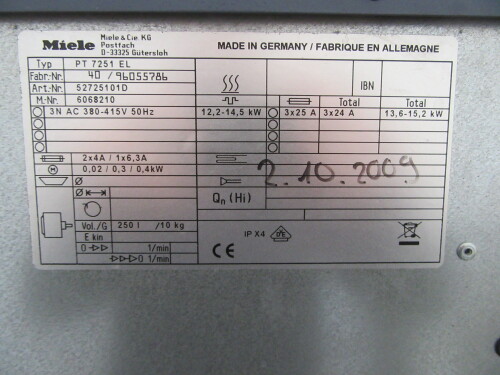 Miele
Miele & Cie. KG
Postfach
D-33325 Gütersloh
MADE IN GERMANY / FABRIQUE EN ALLEMAGNE
Typ PT 7251 EL
Fabr.-Nr. 40 / 96055786
Art.-Nr. 52725101D
M.-Nr. 6068210
IBN
Total Total
3N AC 380-415V 50Hz 12,2-14,5 kW 3x25 A 3x24 A 13,6-15,2 kW
2x4A / 1x6,3A
0,02 / 0,3 / 0,4kW
2.10.2009
Ø
Ø
Qn (Hi)
Vol./G 250 l /10 kg
E kin
0 1/min
0 1/min
IP X4
CE